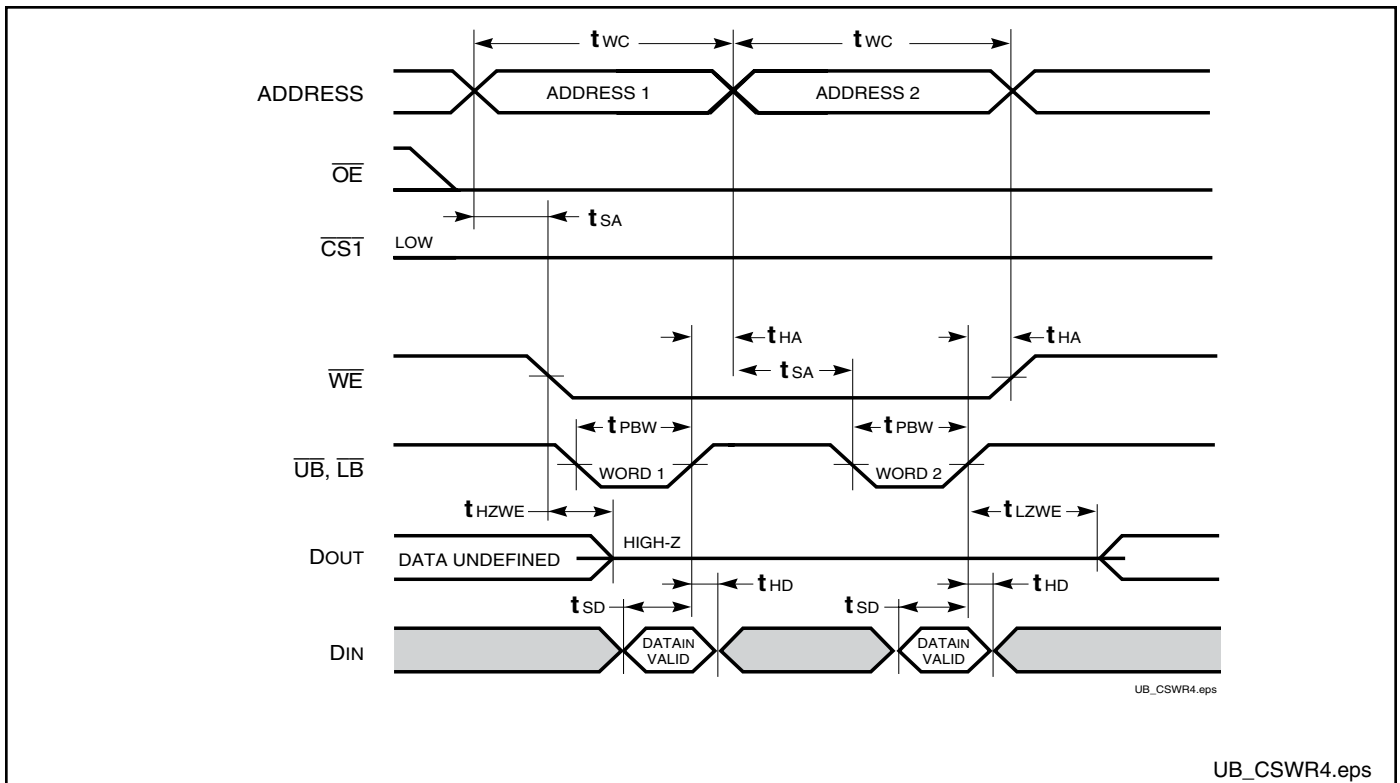 tWC tWC
ADDRESS ADDRESS 1 ADDRESS 2
OE
tSA
CS1 LOW
tHA tHA
tSA
WE
tPBW tPBW
UB, LB WORD 1 WORD 2
tHZWE tLZWE
HIGH-Z
DOUT DATA UNDEFINED
tHD tHD
tSD tSD
DIN DATAIN VALID DATAIN VALID
UB_CSWR4.eps
UB_CSWR4.eps